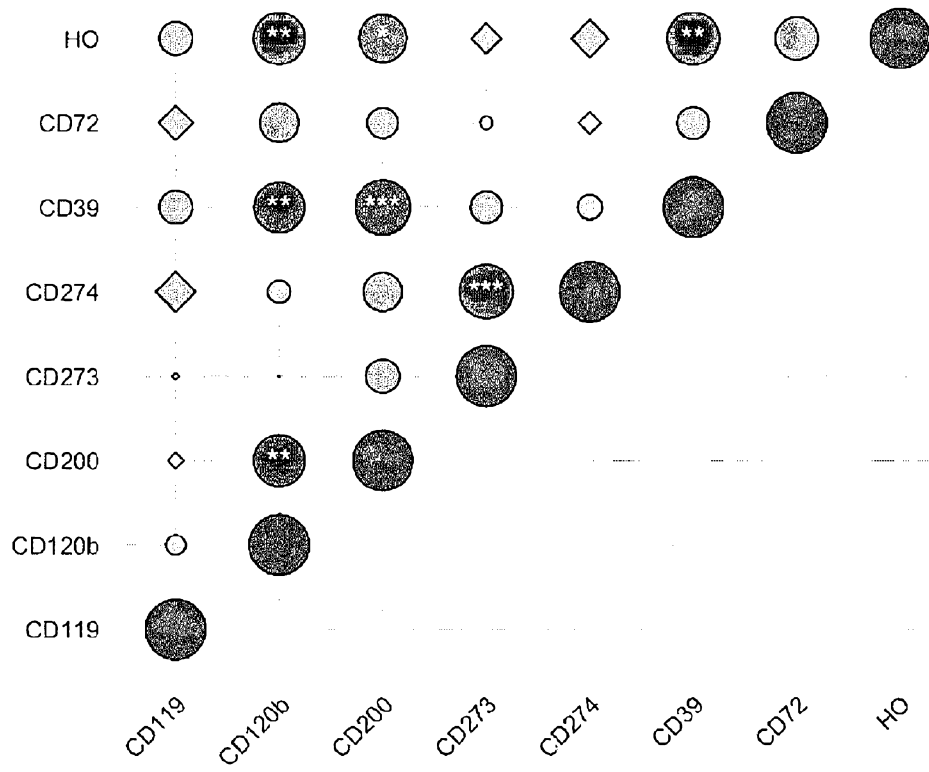 HO ** * **
CD72
CD39 ** ***
CD274 ***
CD273
CD200 **
CD120b
CD119
CD119 CD120b CD200 CD273 CD274 CD39 CD72 HO